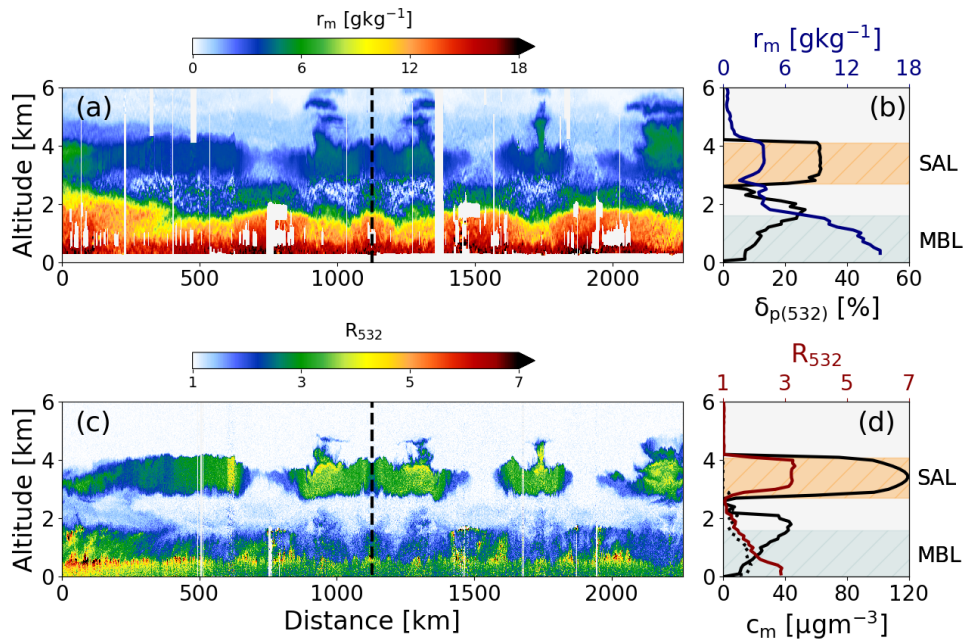 r_m [gkg⁻¹]
0 6 12 18
(a)
6
4
2
0
Altitude [km]
0 500 1000 1500 2000
r_m [gkg⁻¹]
0 6 12 18
(b)
6
4
2
0
SAL
MBL
0 20 40 60
δ_p(532) [%]
R_532
1 3 5 7
(c)
6
4
2
0
Altitude [km]
0 500 1000 1500 2000
Distance [km]
R_532
1 3 5 7
(d)
6
4
2
0
SAL
MBL
0 40 80 120
c_m [µgm⁻³]